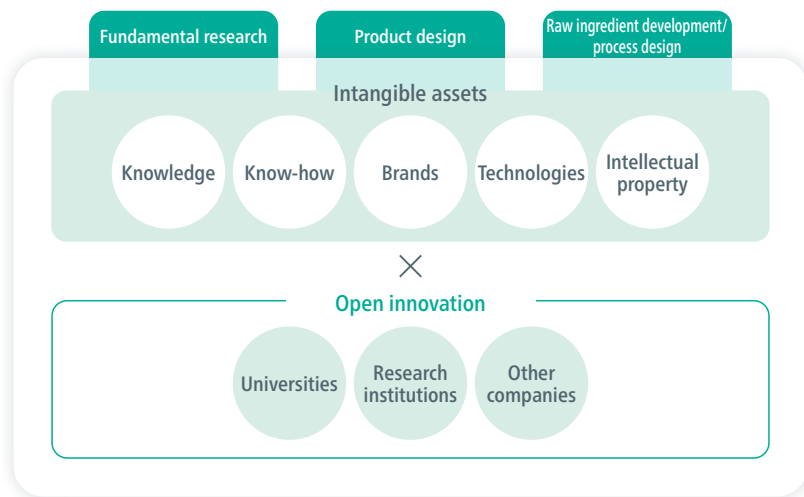 Fundamental research
Product design
Raw ingredient development/
process design
Intangible assets
Knowledge
Know-how
Brands
Technologies
Intellectual
property
×
Open innovation
Universities
Research
institutions
Other
companies